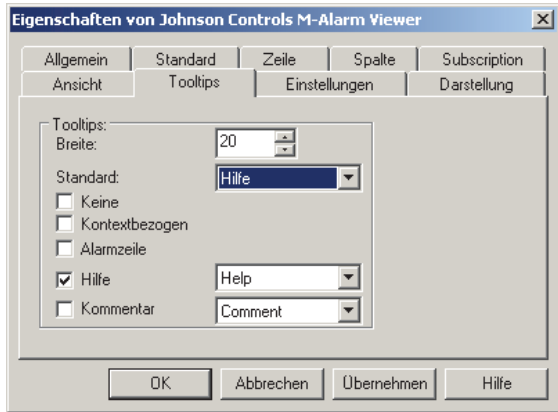 Eigenschaften von Johnson Controls M-Alarm Viewer
Allgemein Standard Zeile Spalte Subscription
Ansicht Tooltips Einstellungen Darstellung
Tooltips:
Breite: 20
Standard: Hilfe
Keine
Kontextbezogen
Alarmzeile
Hilfe Help
Kommentar Comment
OK Abbrechen Übernehmen Hilfe